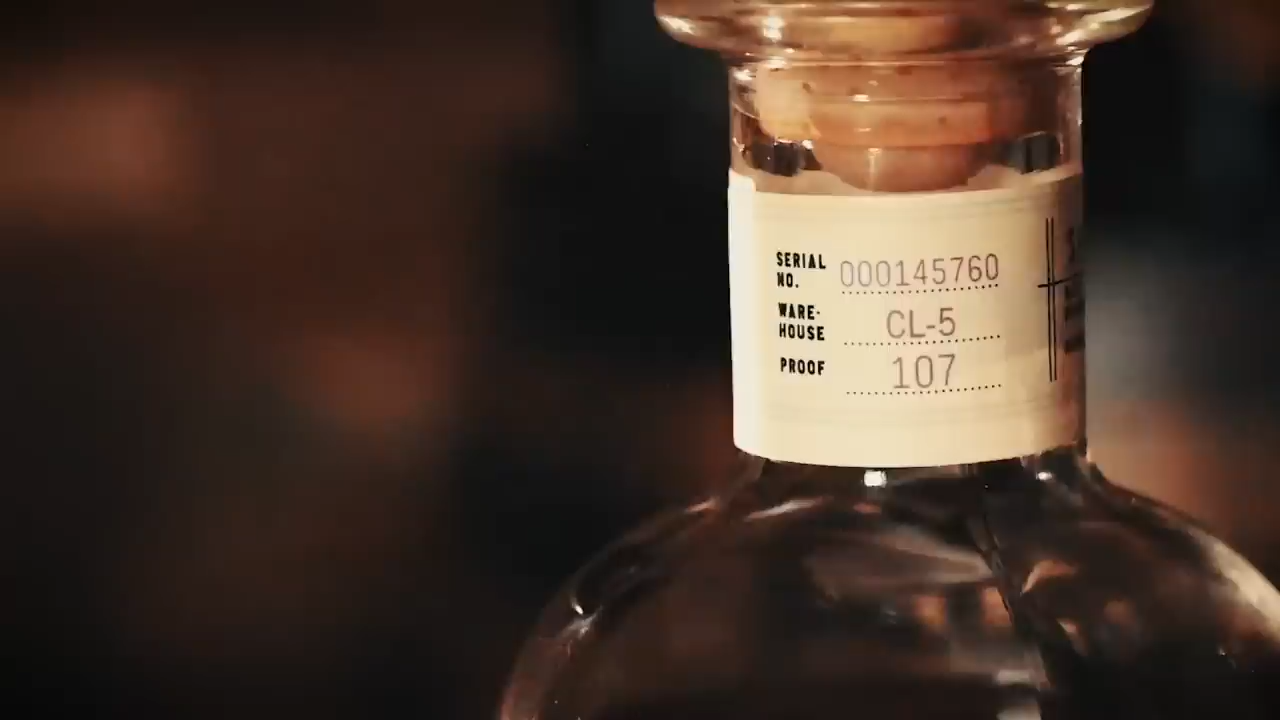 SERIAL
NO. 000145760
WARE-
HOUSE CL-5
PROOF 107